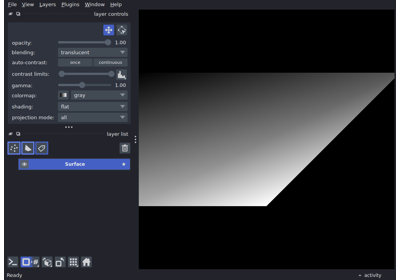 File View Layers Plugins Window Help
layer controls
opacity: 1.00
blending: translucent
auto-contrast: once continuous
contrast limits:
gamma: 1.00
colormap: gray
shading: flat
projection mode: all
layer list
Surface
Ready activity